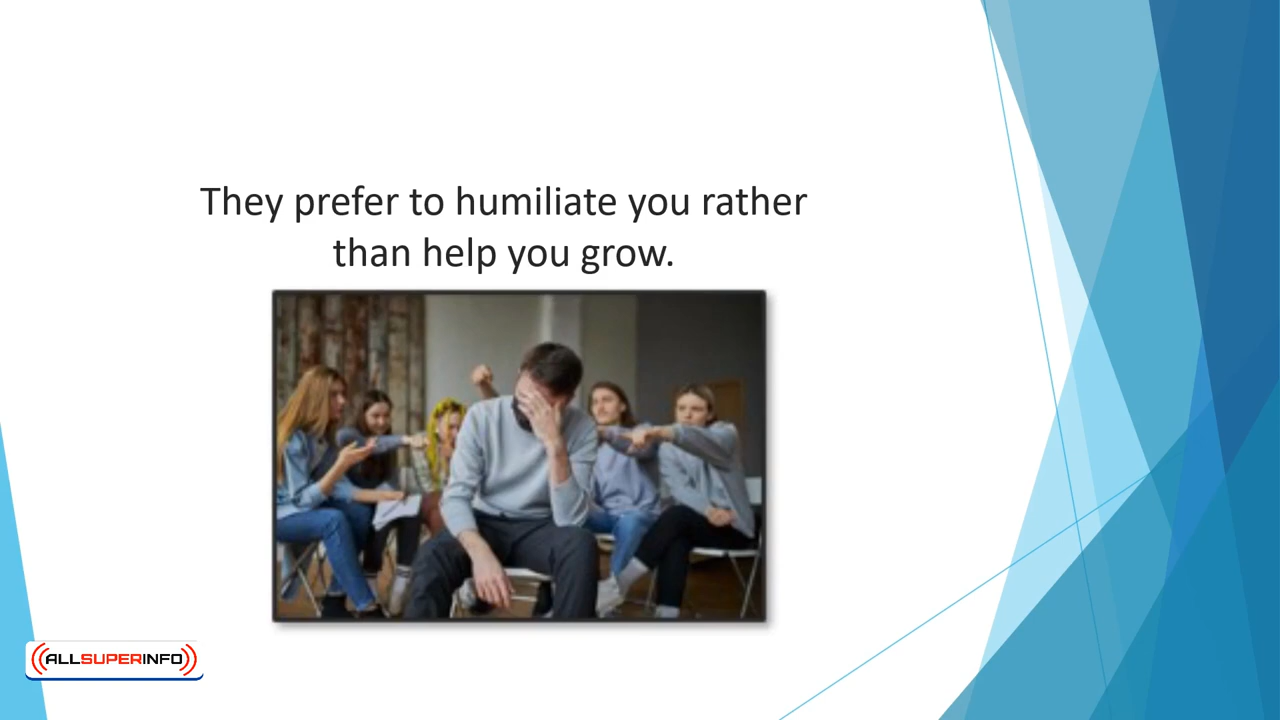 They prefer to humiliate you rather
than help you grow.
ALLSUPERINFO